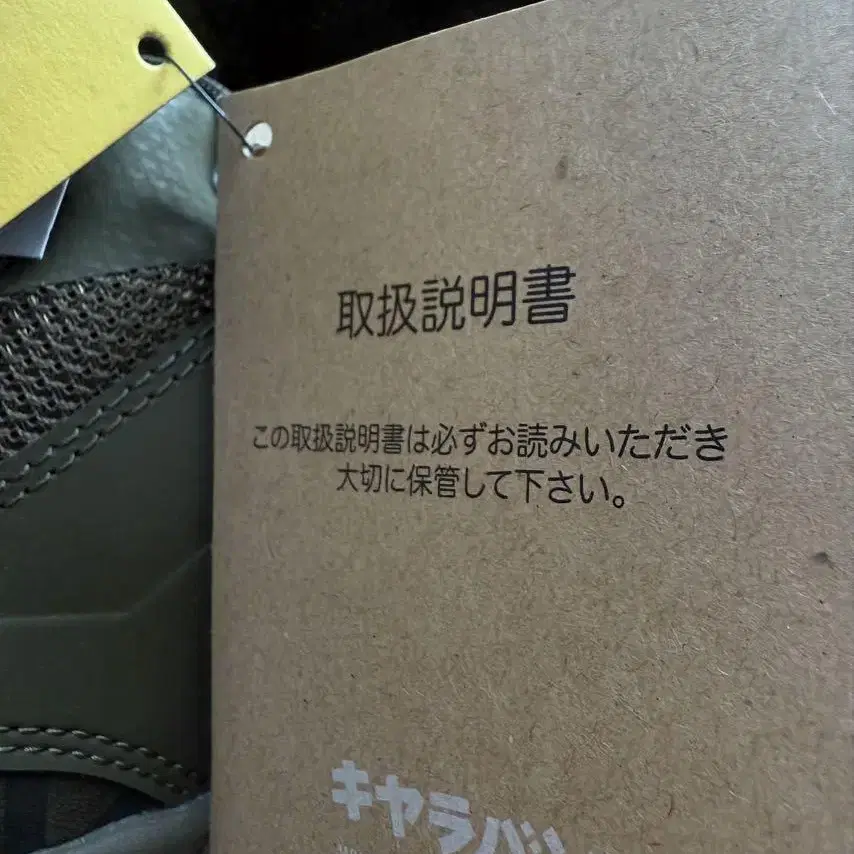 取扱説明書
この取扱説明書は必ずお読みいただき
大切に保管して下さい。
キャラバン